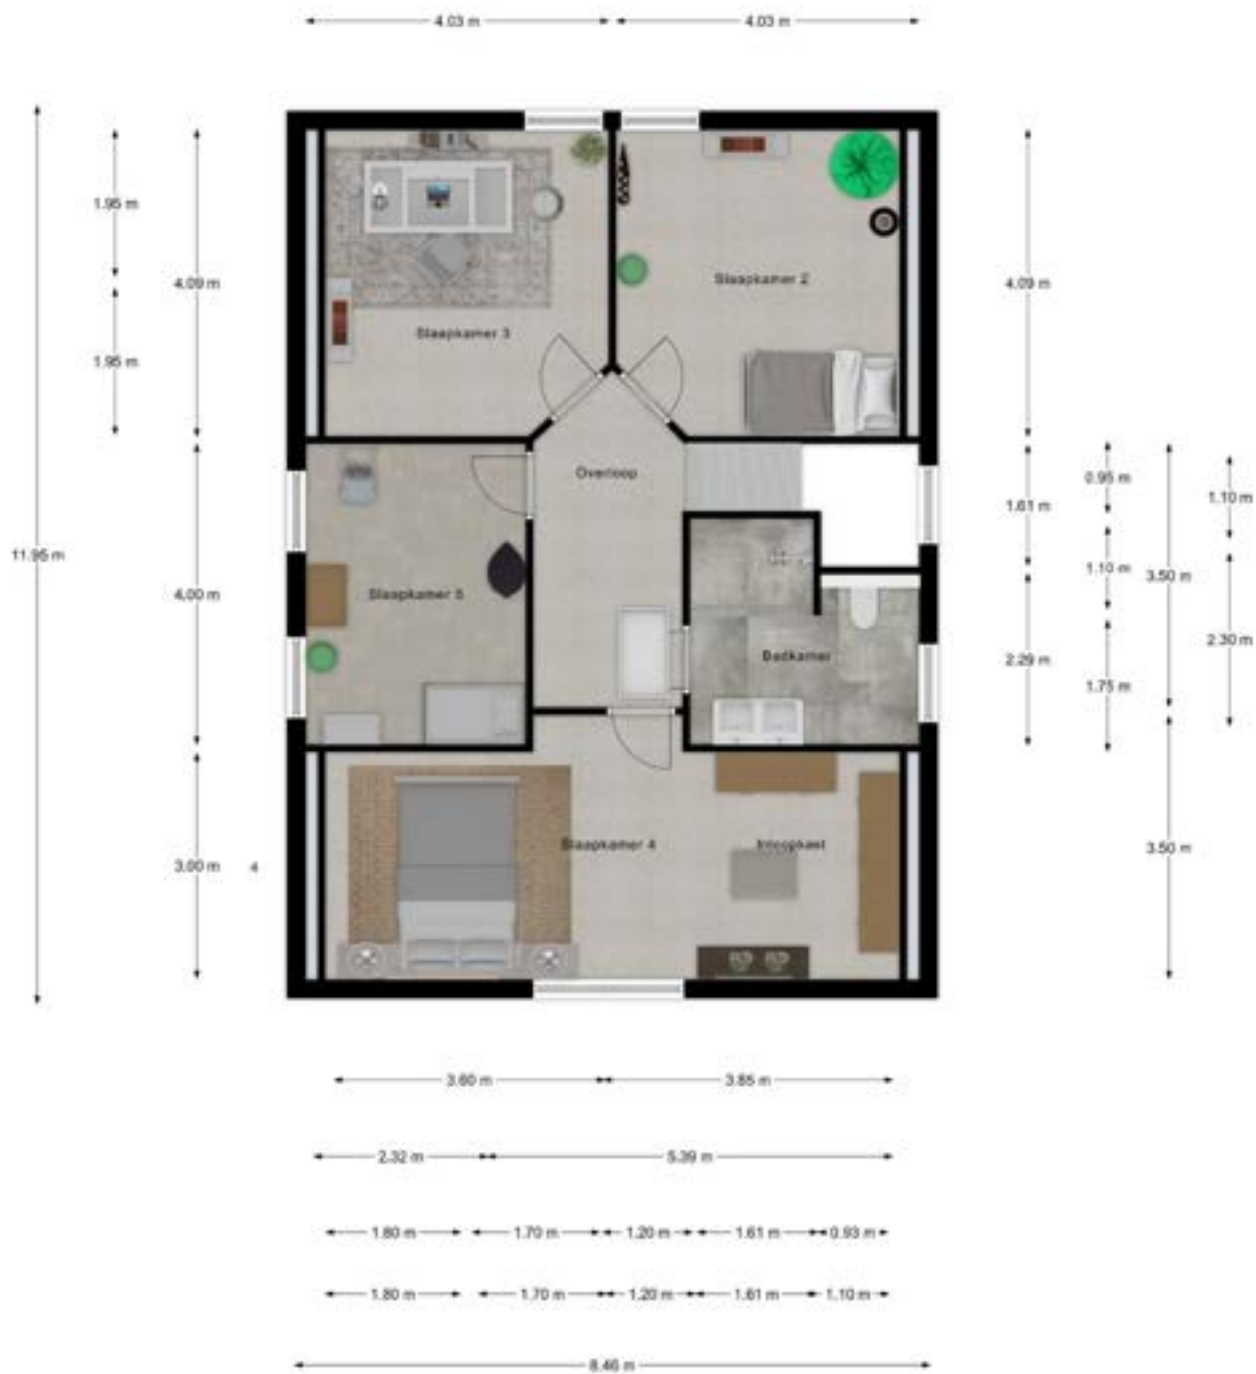 4.03 m 4.03 m
1.95 m
4.09 m
Slaapkamer 2
4.09 m
Slaapkamer 3
1.95 m
Overloop
0.95 m
1.10 m
1.61 m
11.95 m
1.10 m
3.50 m
4.00 m
Slaapkamer 5
2.30 m
Badkamer
2.29 m
1.75 m
Slaapkamer 4
Inloopkast
3.50 m
3.00 m
4
3.60 m 3.85 m
2.32 m 5.39 m
1.80 m 1.70 m 1.20 m 1.61 m 0.93 m
1.80 m 1.70 m 1.20 m 1.61 m 1.10 m
8.46 m